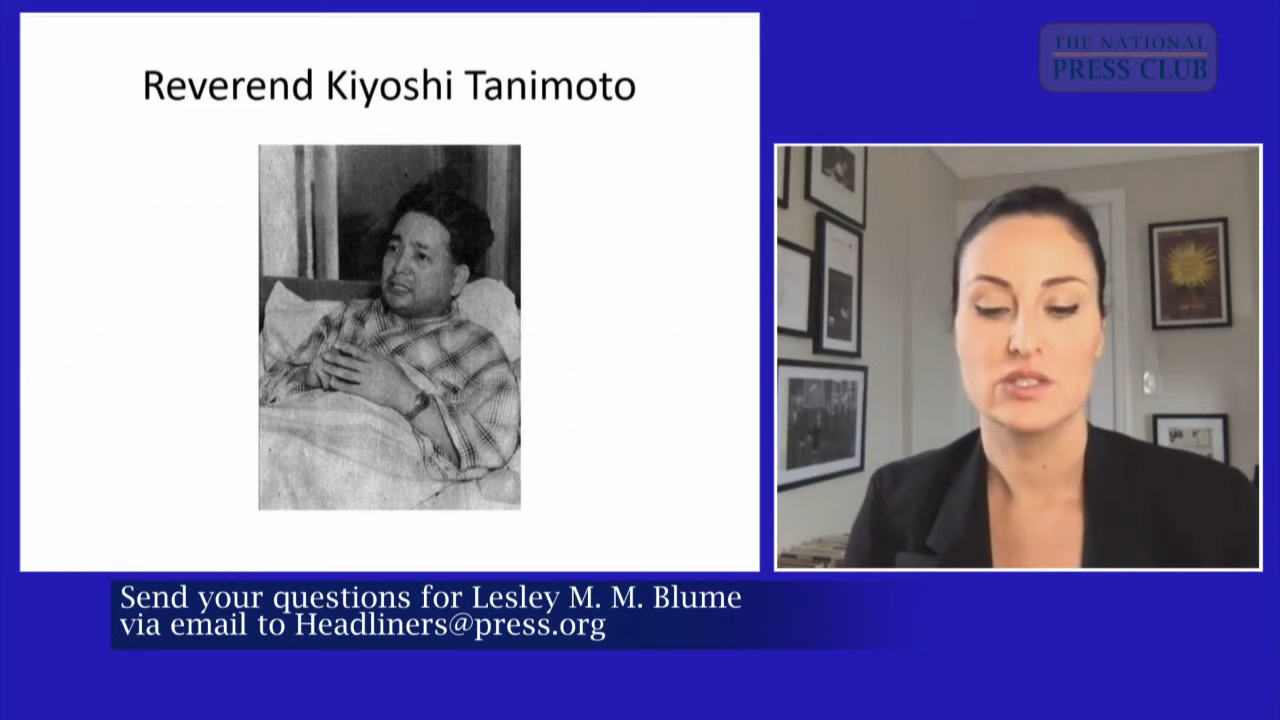 Reverend Kiyoshi Tanimoto
THE NATIONAL
PRESS CLUB
Send your questions for Lesley M. M. Blume
via email to Headliners@press.org